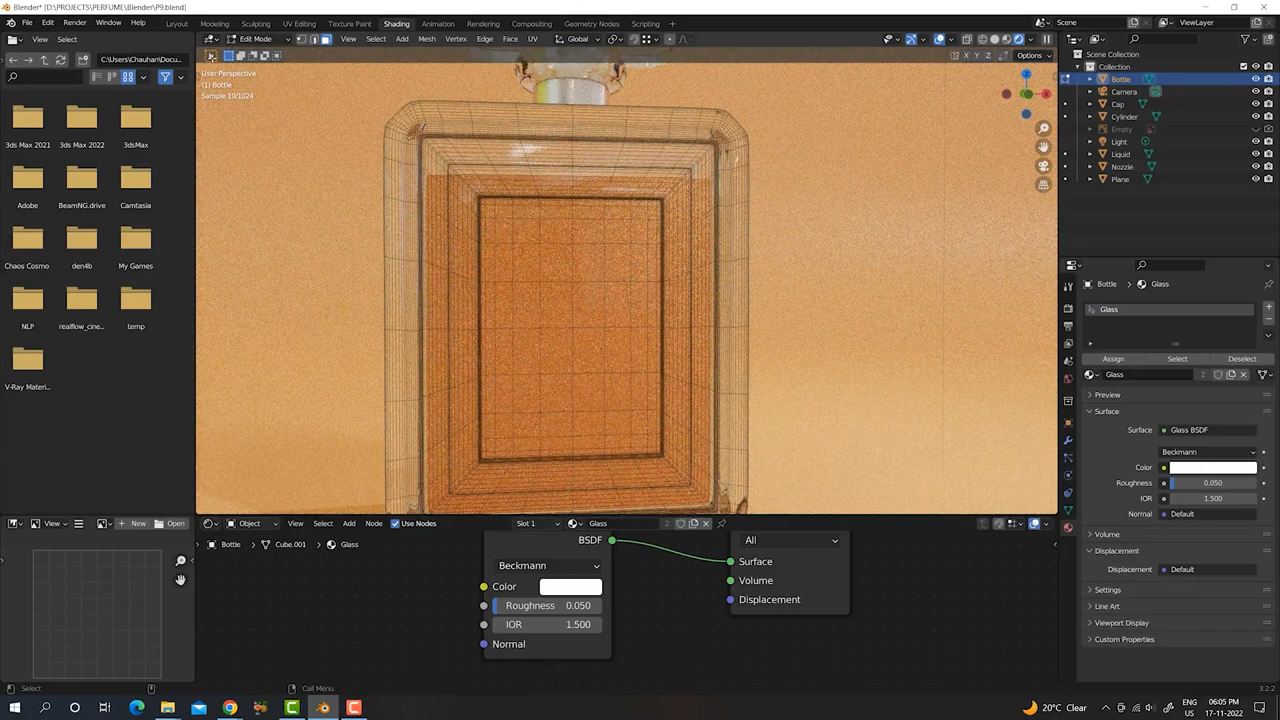 Blender* [D:\PROJECTS\PERFUME\Blender\P9.blend]
File Edit Render Window Help Layout Modeling Sculpting UV Editing Texture Paint Shading Animation Rendering Compositing Geometry Nodes Scripting + Scene ViewLayer
View Select Edit Mode View Select Add Mesh Vertex Edge Face UV Global
C:\Users\Chauhan\Docu... X Y Z Options
User Perspective
(1) Bottle
Sample 19/1024
3ds Max 2021 3ds Max 2022 3dsMax
Adobe BeamNG.drive Camtasia
Chaos Cosmo den4b My Games
NLP realflow_cine... temp
V-Ray Materi...
Scene Collection
Collection
Bottle
Camera
Cap
Cylinder
Empty
Light
Liquid
Nozzle
Plane
Bottle > Glass
Glass
Assign Select Deselect
Glass 2
Preview
Surface
Surface Glass BSDF
Beckmann
Color
Roughness 0.050
IOR 1.500
Normal Default
Volume
Displacement
Displacement Default
Settings
Line Art
Viewport Display
Custom Properties
View New Open
Object View Select Add Node Use Nodes Slot 1 Glass 2
Bottle > Cube.001 > Glass
BSDF
Beckmann
Color
Roughness 0.050
IOR 1.500
Normal
All
Surface
Volume
Displacement
Select Call Menu 3.2.2
20°C Clear ENG US 06:05 PM 17-11-2022